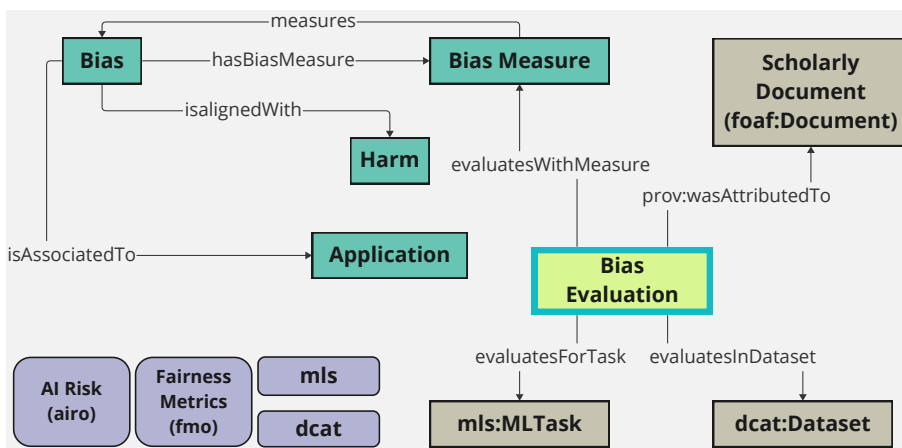 measures
Bias
hasBiasMeasure
Bias Measure
Scholarly
Document
(foaf:Document)
isalignedWith
Harm
evaluatesWithMeasure
prov:wasAttributedTo
isAssociatedTo
Application
Bias
Evaluation
evaluatesForTask
evaluatesInDataset
AI Risk
(airo)
Fairness
Metrics
(fmo)
mls
dcat
mls:MLTask
dcat:Dataset